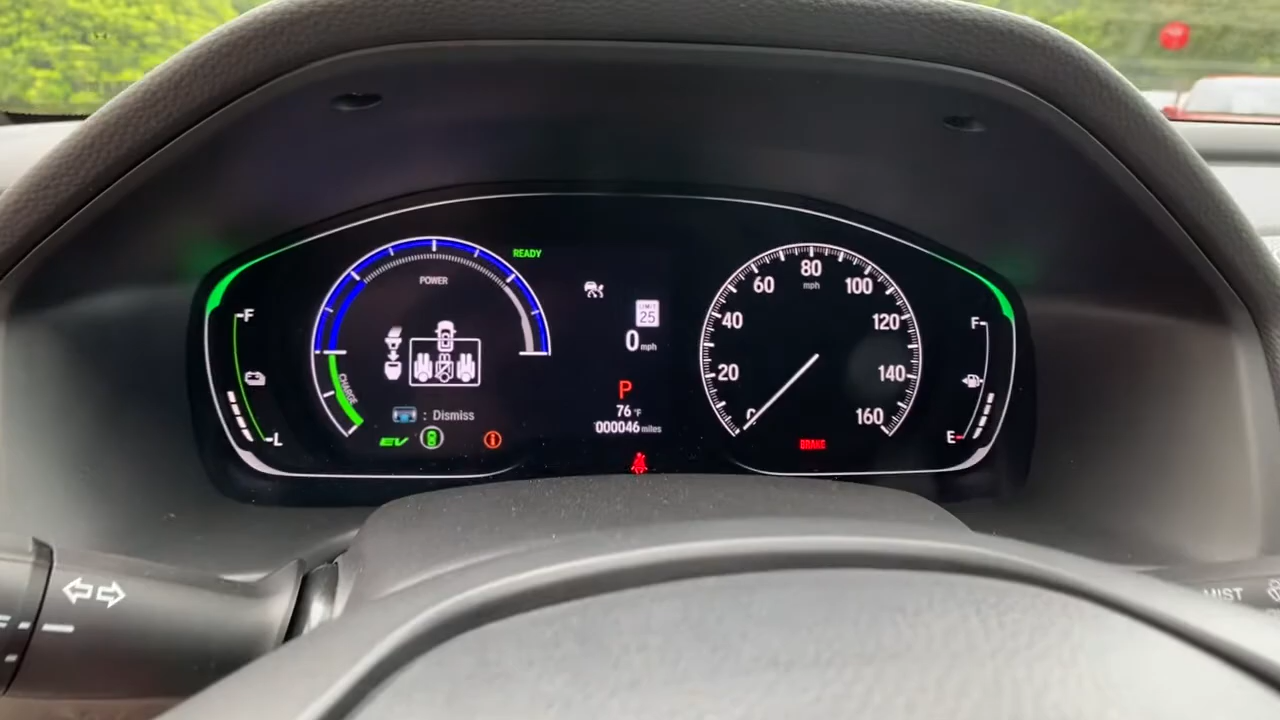 READY
POWER
F
L
CHARGE
: Dismiss
EV
LIMIT
25
0 mph
P
76 °F
000046 miles
0
20
40
60
80
100
120
140
160
mph
BRAKE
F
E
MIST